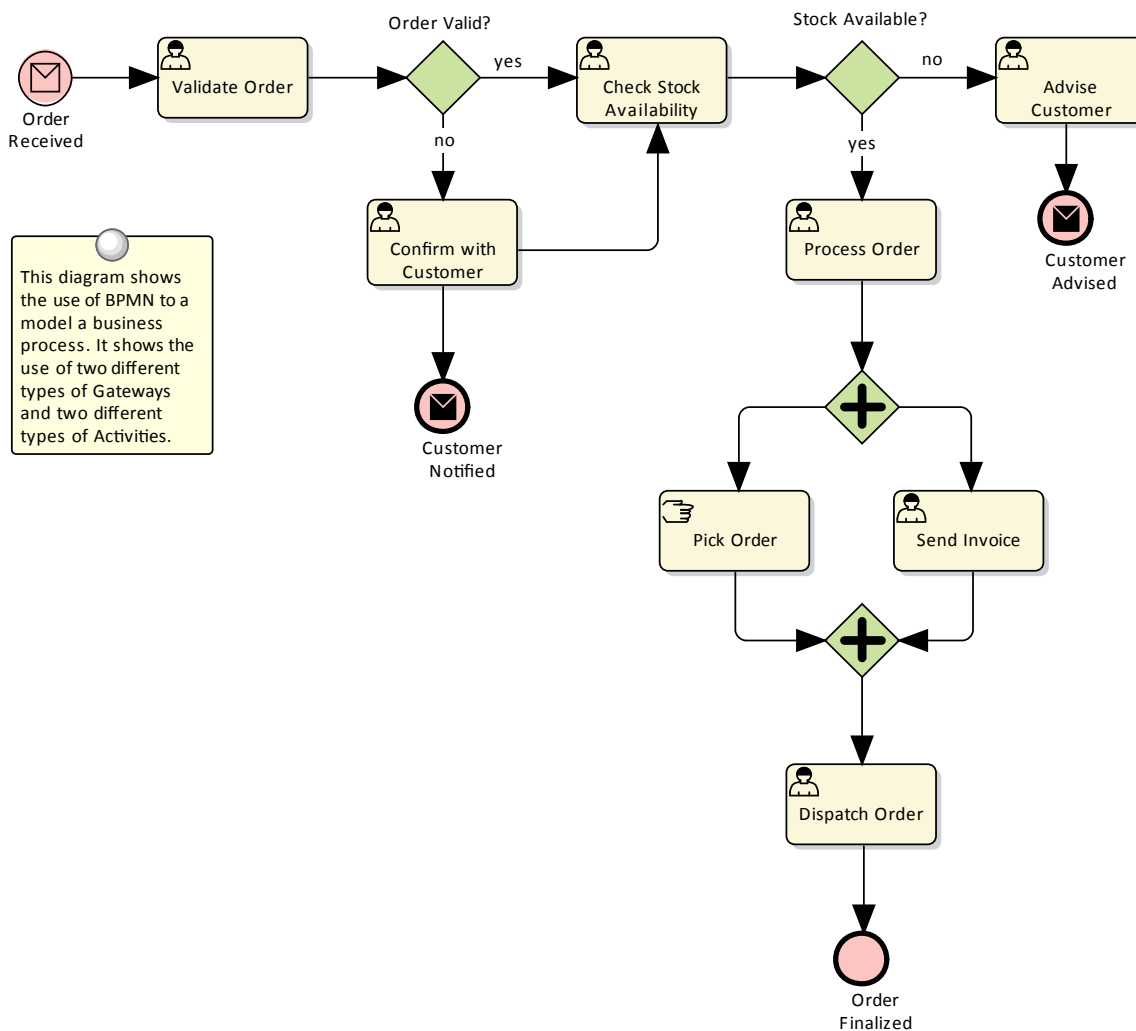 Order Valid?
Stock Available?
Validate Order
yes
Check Stock
Availability
no
Advise
Customer
Order
Received
no
yes
Confirm with
Customer
Process Order
Customer
Advised
This diagram shows
the use of BPMN to a
model a business
process. It shows the
use of two different
types of Gateways
and two different
types of Activities.
Customer
Notified
Pick Order
Send Invoice
Dispatch Order
Order
Finalized